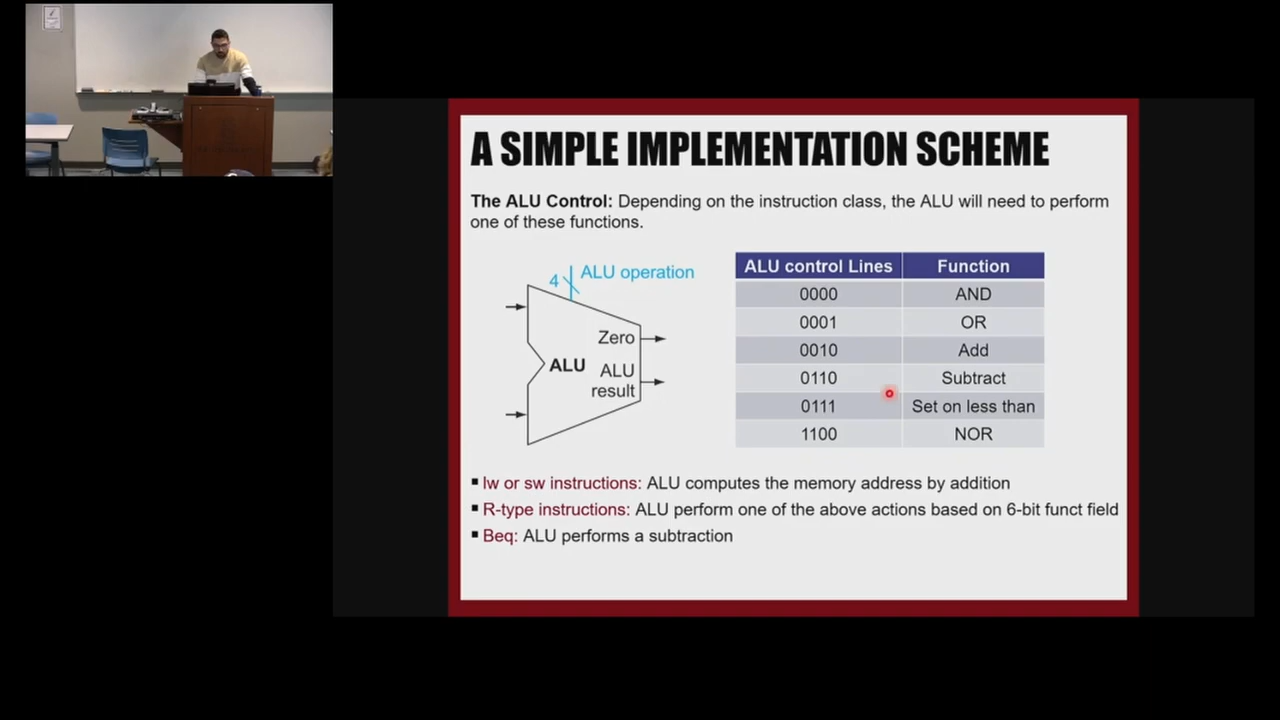 A SIMPLE IMPLEMENTATION SCHEME
The ALU Control: Depending on the instruction class, the ALU will need to perform
one of these functions.
4 ALU operation
Zero
ALU
ALU
result
ALU control Lines Function
0000 AND
0001 OR
0010 Add
0110 Subtract
0111 Set on less than
1100 NOR
▪ lw or sw instructions: ALU computes the memory address by addition
▪ R-type instructions: ALU perform one of the above actions based on 6-bit funct field
▪ Beq: ALU performs a subtraction